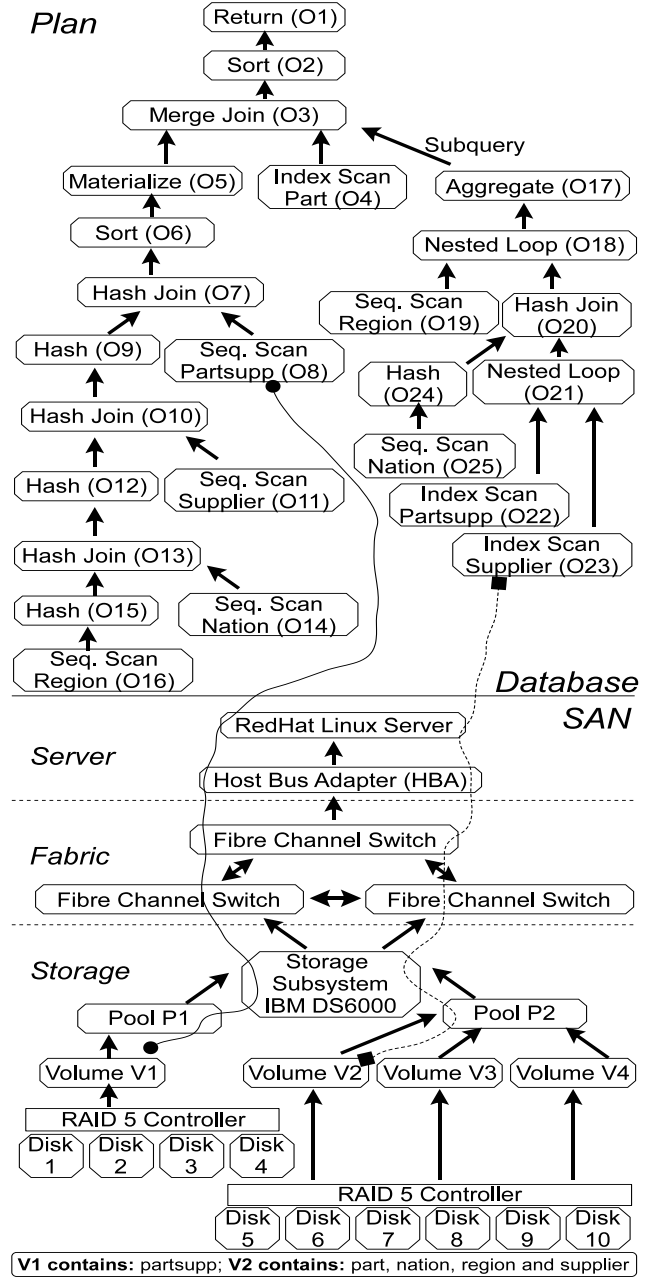 Plan
Return (O1)
Sort (O2)
Merge Join (O3)
Subquery
Materialize (O5)
Index Scan
Part (O4)
Aggregate (O17)
Sort (O6)
Nested Loop (O18)
Hash Join (O7)
Seq. Scan
Region (O19)
Hash Join
(O20)
Hash (O9)
Seq. Scan
Partsupp (O8)
Hash
(O24)
Nested Loop
(O21)
Hash Join (O10)
Seq. Scan
Nation (O25)
Hash (O12)
Seq. Scan
Supplier (O11)
Index Scan
Partsupp (O22)
Hash Join (O13)
Index Scan
Supplier (O23)
Hash (O15)
Seq. Scan
Nation (O14)
Seq. Scan
Region (O16)
Database
SAN
Server
RedHat Linux Server
Host Bus Adapter (HBA)
Fabric
Fibre Channel Switch
Fibre Channel Switch
Fibre Channel Switch
Storage
Storage
Subsystem
IBM DS6000
Pool P1
Pool P2
Volume V1
Volume V2
Volume V3
Volume V4
RAID 5 Controller
Disk
1
Disk
2
Disk
3
Disk
4
RAID 5 Controller
Disk
5
Disk
6
Disk
7
Disk
8
Disk
9
Disk
10
V1 contains: partsupp; V2 contains: part, nation, region and supplier